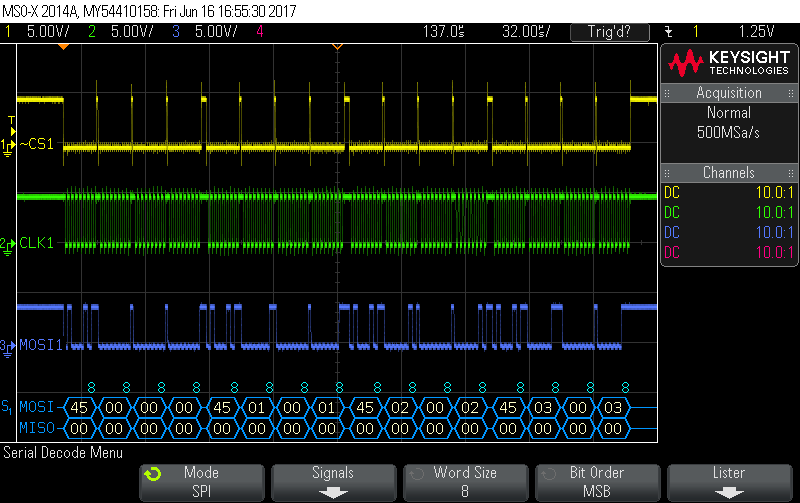 MSO-X 2014A, MY54410158: Fri Jun 16 16:55:30 2017
1 5.00V/ 2 5.00V/ 3 5.00V/ 4 137.0s 32.00s/ Trig'd? 1 1.25V
KEYSIGHT
TECHNOLOGIES
Acquisition
Normal
500MSa/s
Channels
DC 10.0:1
DC 10.0:1
DC 10.0:1
DC 10.0:1
T
1 ~CS1
2 CLK1
3 MOSI1
8 8 8 8 8 8 8 8 8 8 8 8 8 8 8 8
S1 MOSI 45 00 00 00 45 01 00 01 45 02 00 02 45 03 00 03
MISO 00 00 00 00 00 00 00 00 00 00 00 00 00 00 00 00
Serial Decode Menu
Mode
SPI
Signals
Word Size
8
Bit Order
MSB
Lister